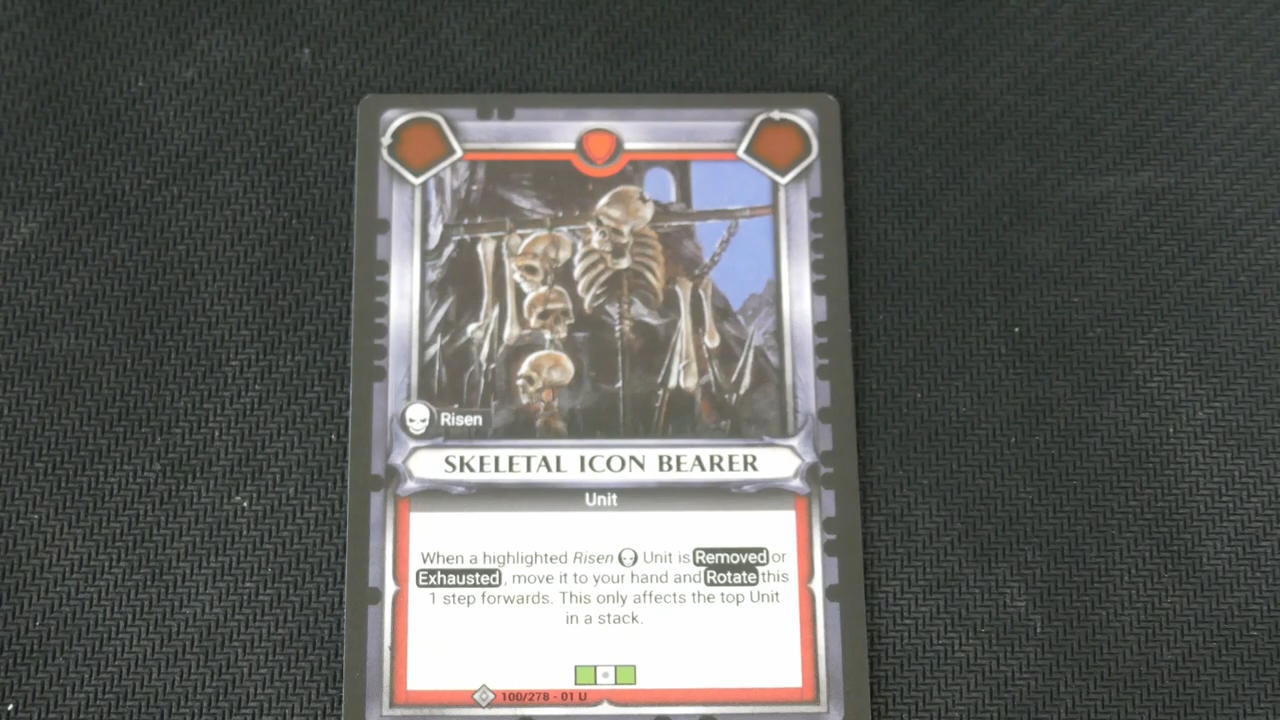 Risen
SKELETAL ICON BEARER
Unit
When a highlighted Risen Unit is Removed or
Exhausted, move it to your hand and Rotate this
1 step forwards. This only affects the top Unit
in a stack.
100/278 - 01 U